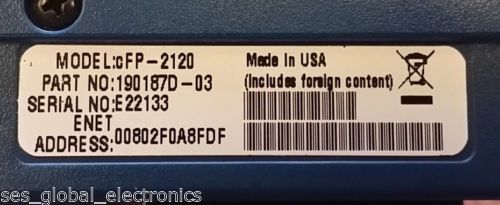 MODEL:cFP-2120
PART NO:190187D-03
SERIAL NO:E22133
ENET
ADDRESS:00802F0A8FDF
Made in USA
(includes foreign content)
ses_global_electronics